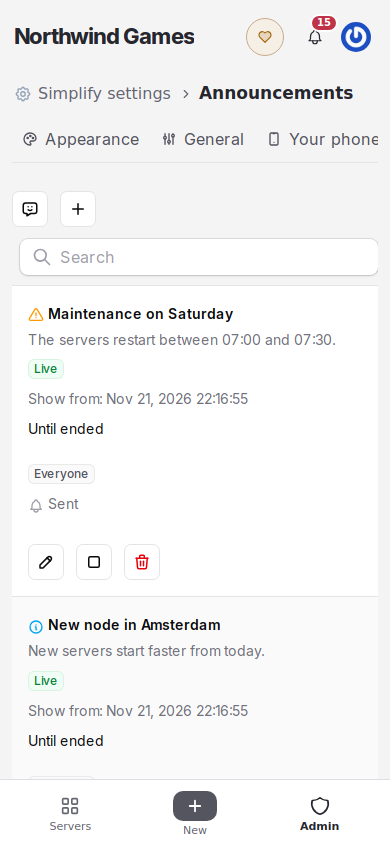 Northwind Games
15
Simplify settings > Announcements
Appearance General Your phone
Search
Maintenance on Saturday
The servers restart between 07:00 and 07:30.
Live
Show from: Nov 21, 2026 22:16:55
Until ended
Everyone
Sent
New node in Amsterdam
New servers start faster from today.
Live
Show from: Nov 21, 2026 22:16:55
Until ended
Servers New Admin